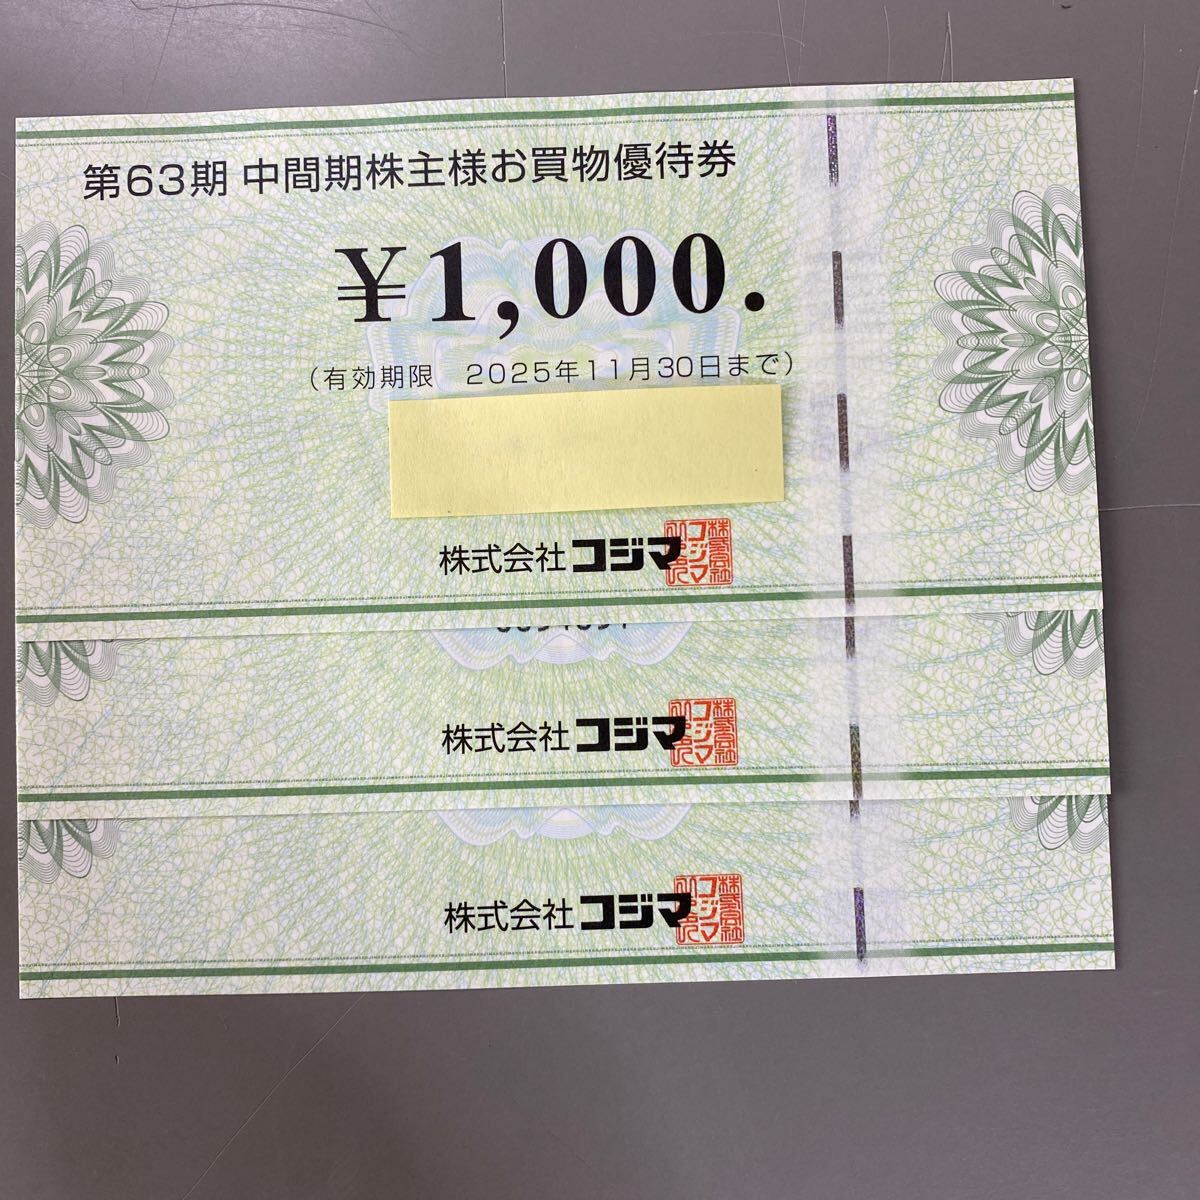 第63期 中間期株主様お買物優待券
¥1,000.
（有効期限　2025年11月30日まで）
株式会社コジマ
株式会社コジマ
株式会社コジマ